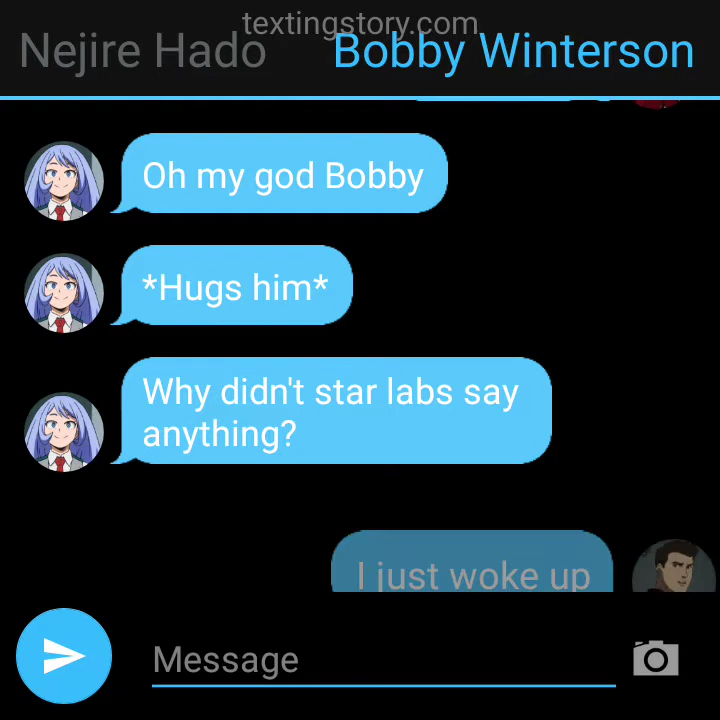 textingstory.com
Nejire Hado Bobby Winterson
Oh my god Bobby
*Hugs him*
Why didn't star labs say
anything?
I just woke up
Message